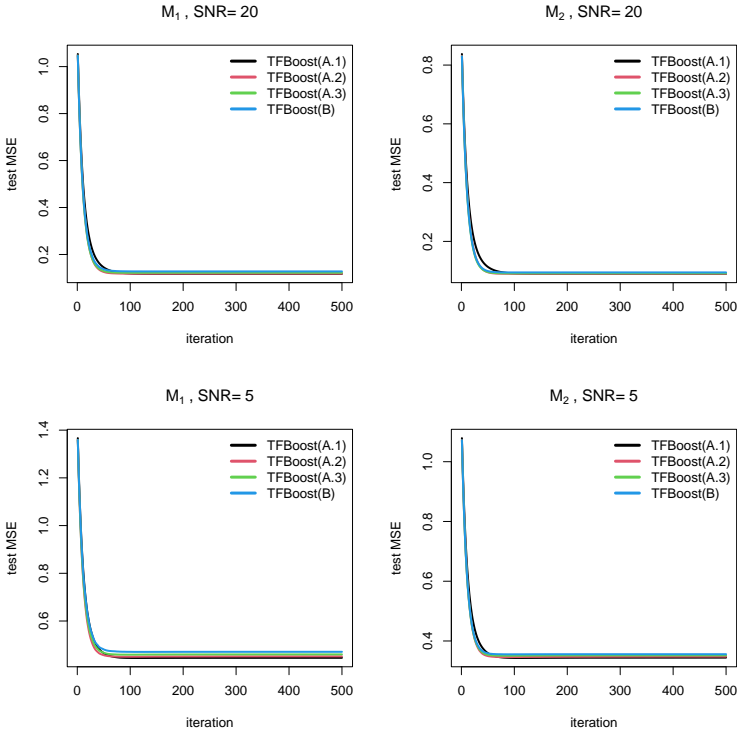 M₁ , SNR= 20
test MSE
1.0
0.8
0.6
0.4
0.2
TFBoost(A.1)
TFBoost(A.2)
TFBoost(A.3)
TFBoost(B)
0 100 200 300 400 500
iteration
M₂ , SNR= 20
test MSE
0.8
0.6
0.4
0.2
TFBoost(A.1)
TFBoost(A.2)
TFBoost(A.3)
TFBoost(B)
0 100 200 300 400 500
iteration
M₁ , SNR= 5
test MSE
1.4
1.2
1.0
0.8
0.6
TFBoost(A.1)
TFBoost(A.2)
TFBoost(A.3)
TFBoost(B)
0 100 200 300 400 500
iteration
M₂ , SNR= 5
test MSE
1.0
0.8
0.6
0.4
TFBoost(A.1)
TFBoost(A.2)
TFBoost(A.3)
TFBoost(B)
0 100 200 300 400 500
iteration